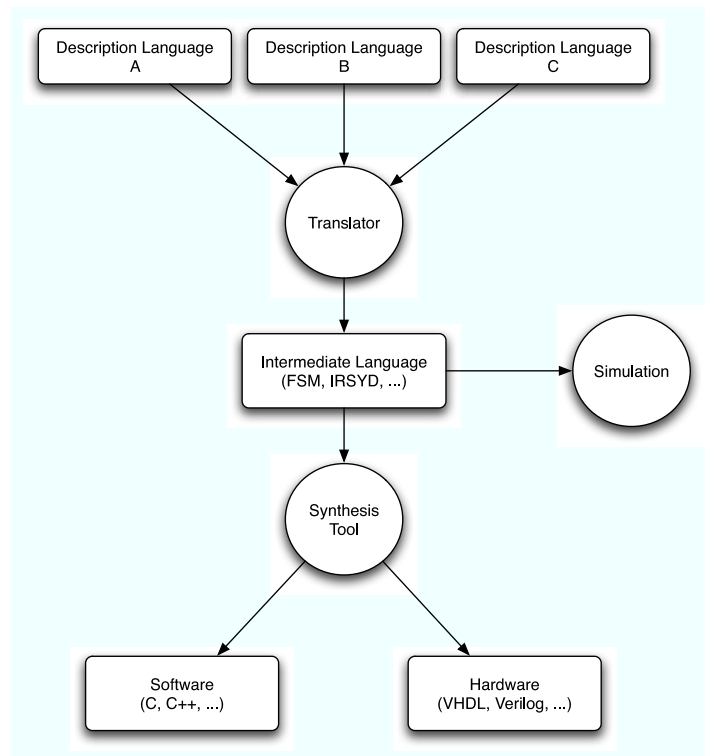 Description Language
A
Description Language
B
Description Language
C
Translator
Intermediate Language
(FSM, IRSYD, ...)
Simulation
Synthesis
Tool
Software
(C, C++, ...)
Hardware
(VHDL, Verilog, ...)